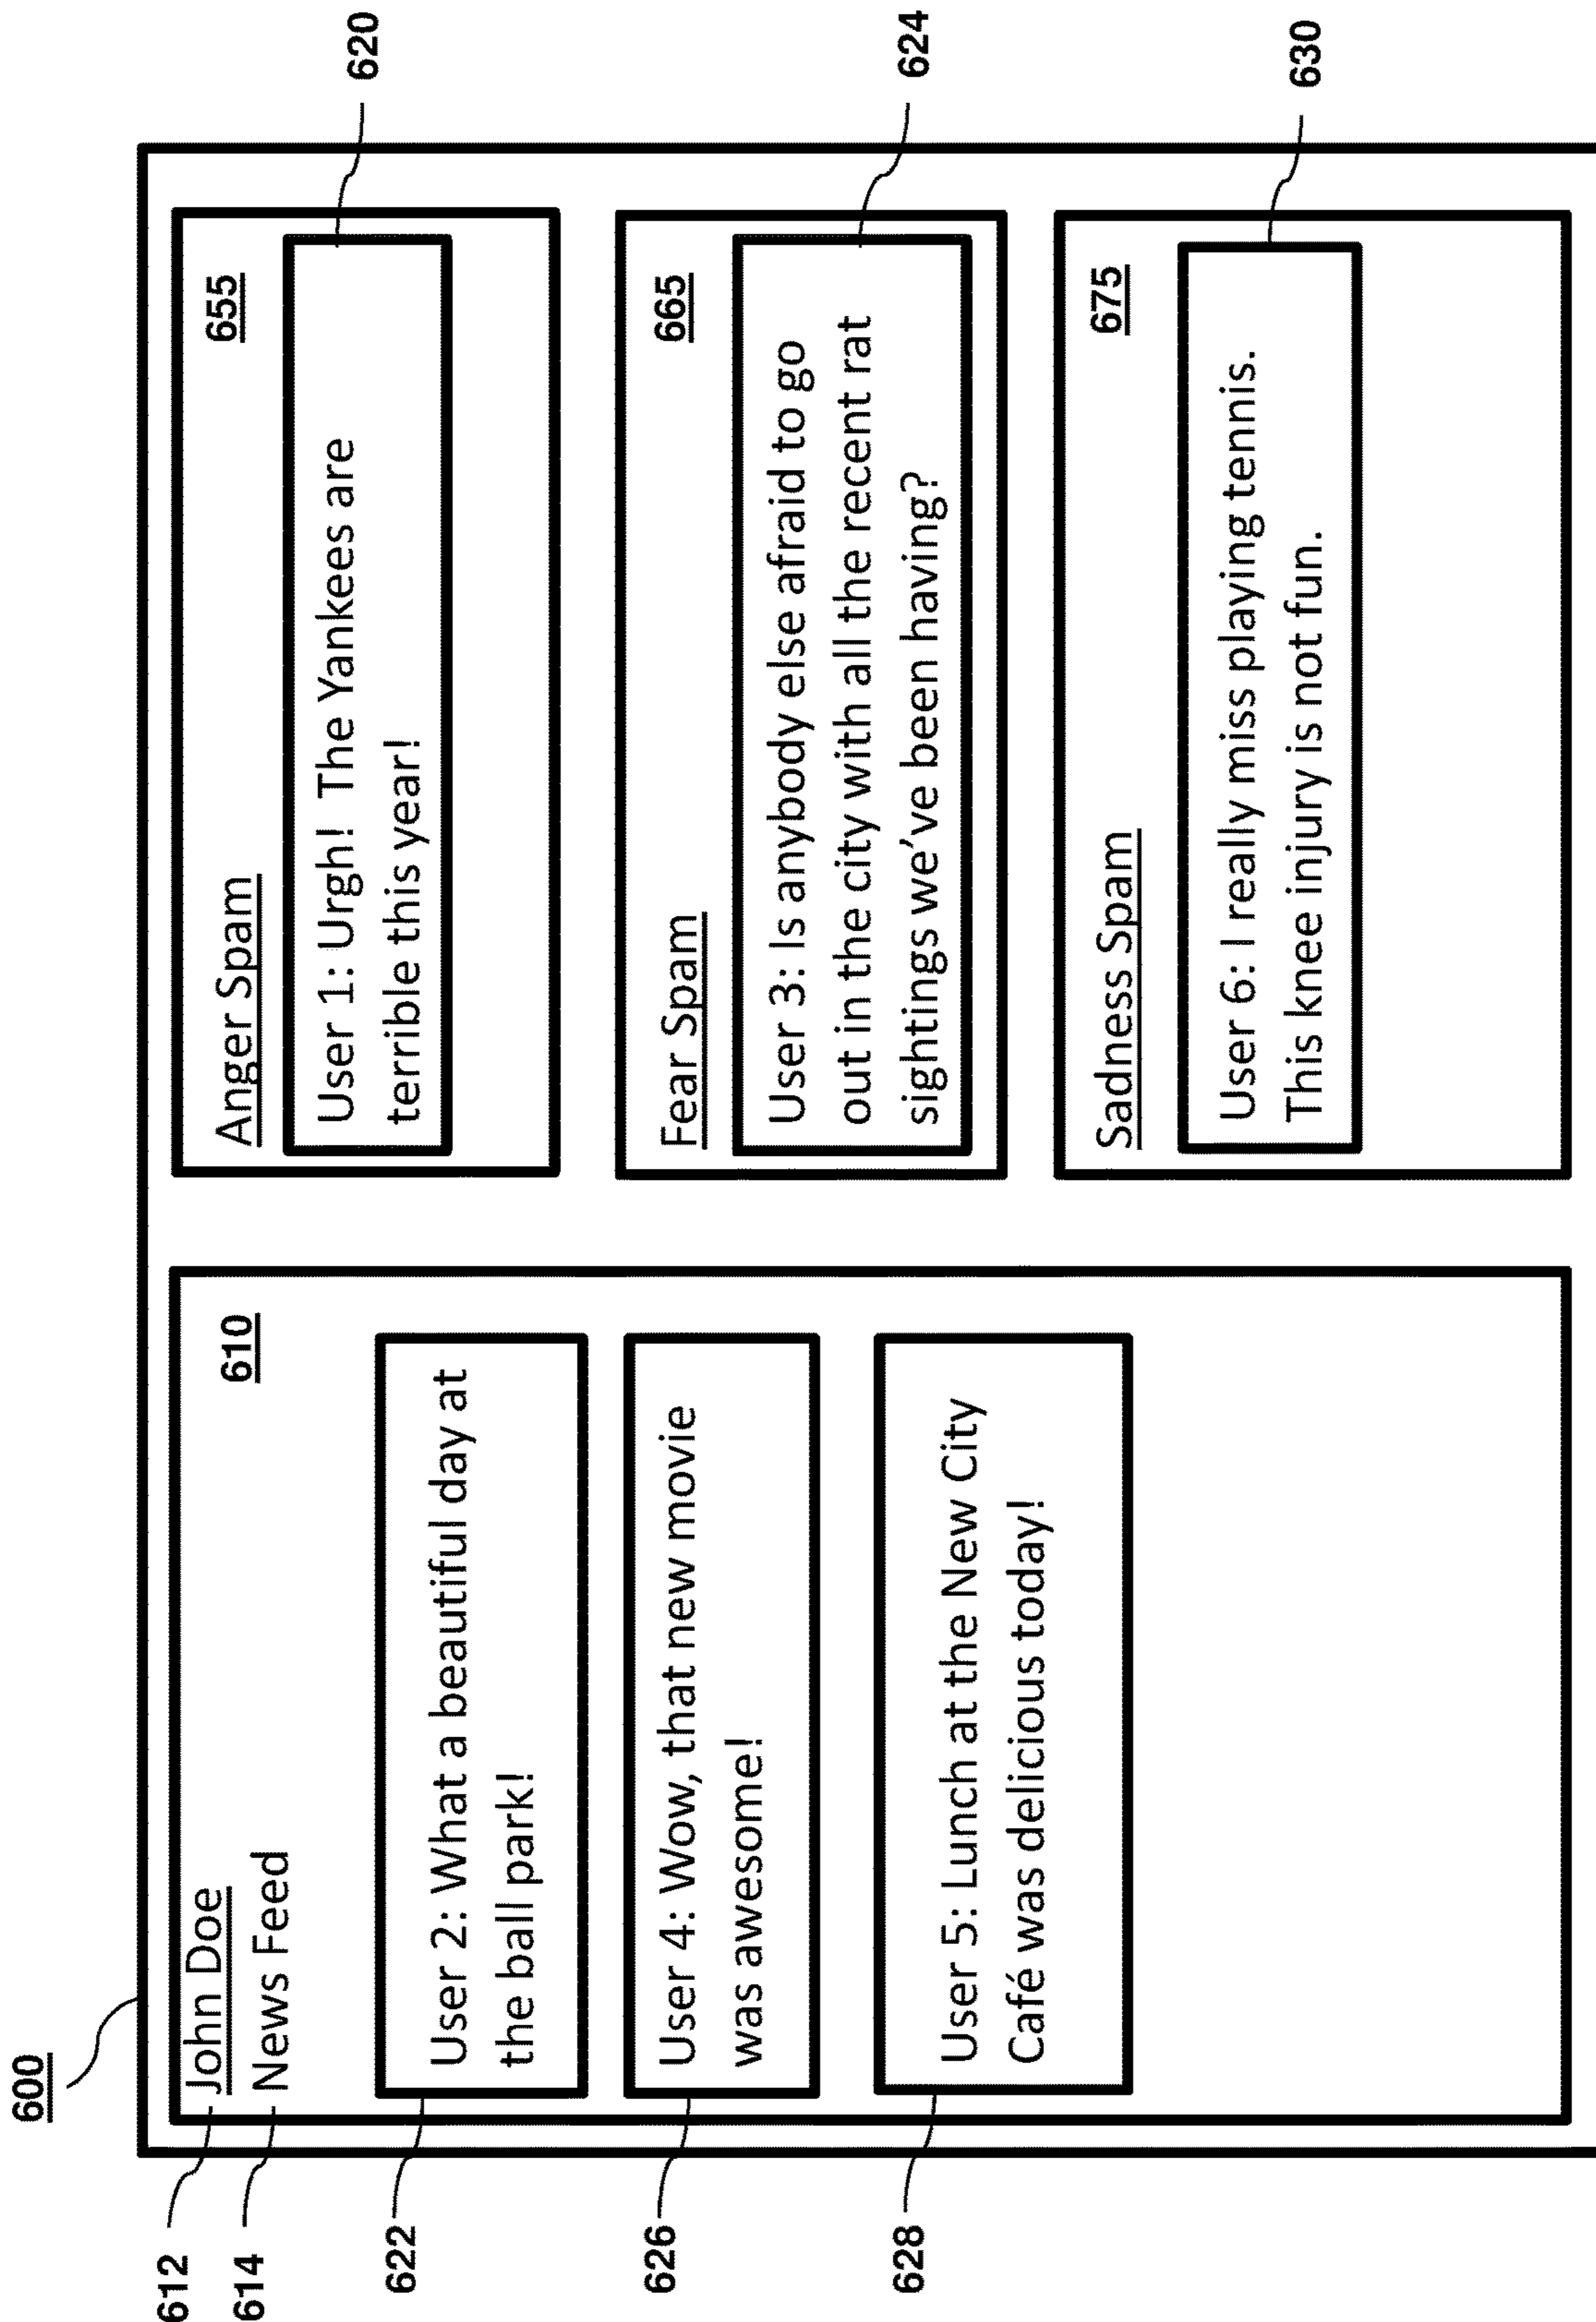 600
612
John Doe
614
News Feed
610
622
User 2: What a beautiful day at
the ball park!
626
User 4: Wow, that new movie
was awesome!
628
User 5: Lunch at the New City
Café was delicious today!
Anger Spam
655
User 1: Urgh!  The Yankees are
terrible this year!
620
Fear Spam
665
User 3: Is anybody else afraid to go
out in the city with all the recent rat
sightings we've been having?
624
Sadness Spam
675
User 6: I really miss playing tennis.
This knee injury is not fun.
630